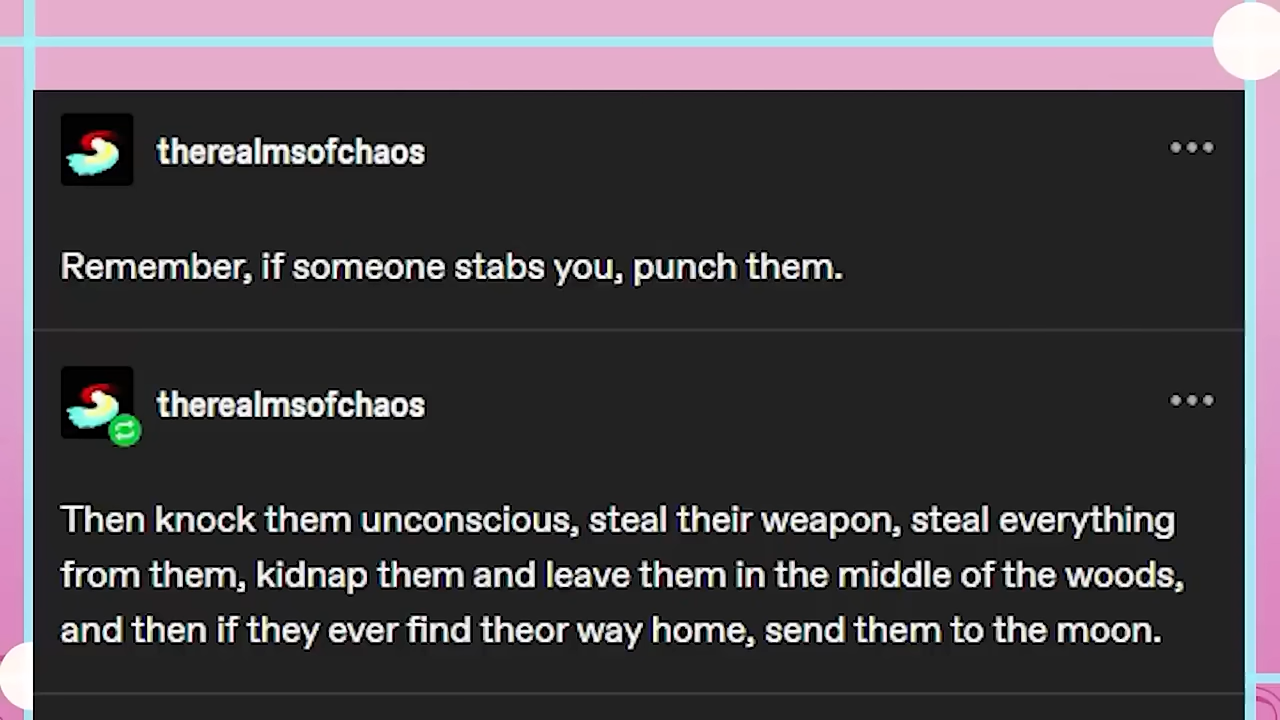 therealmsofchaos
Remember, if someone stabs you, punch them.
therealmsofchaos
Then knock them unconscious, steal their weapon, steal everything
from them, kidnap them and leave them in the middle of the woods,
and then if they ever find theor way home, send them to the moon.